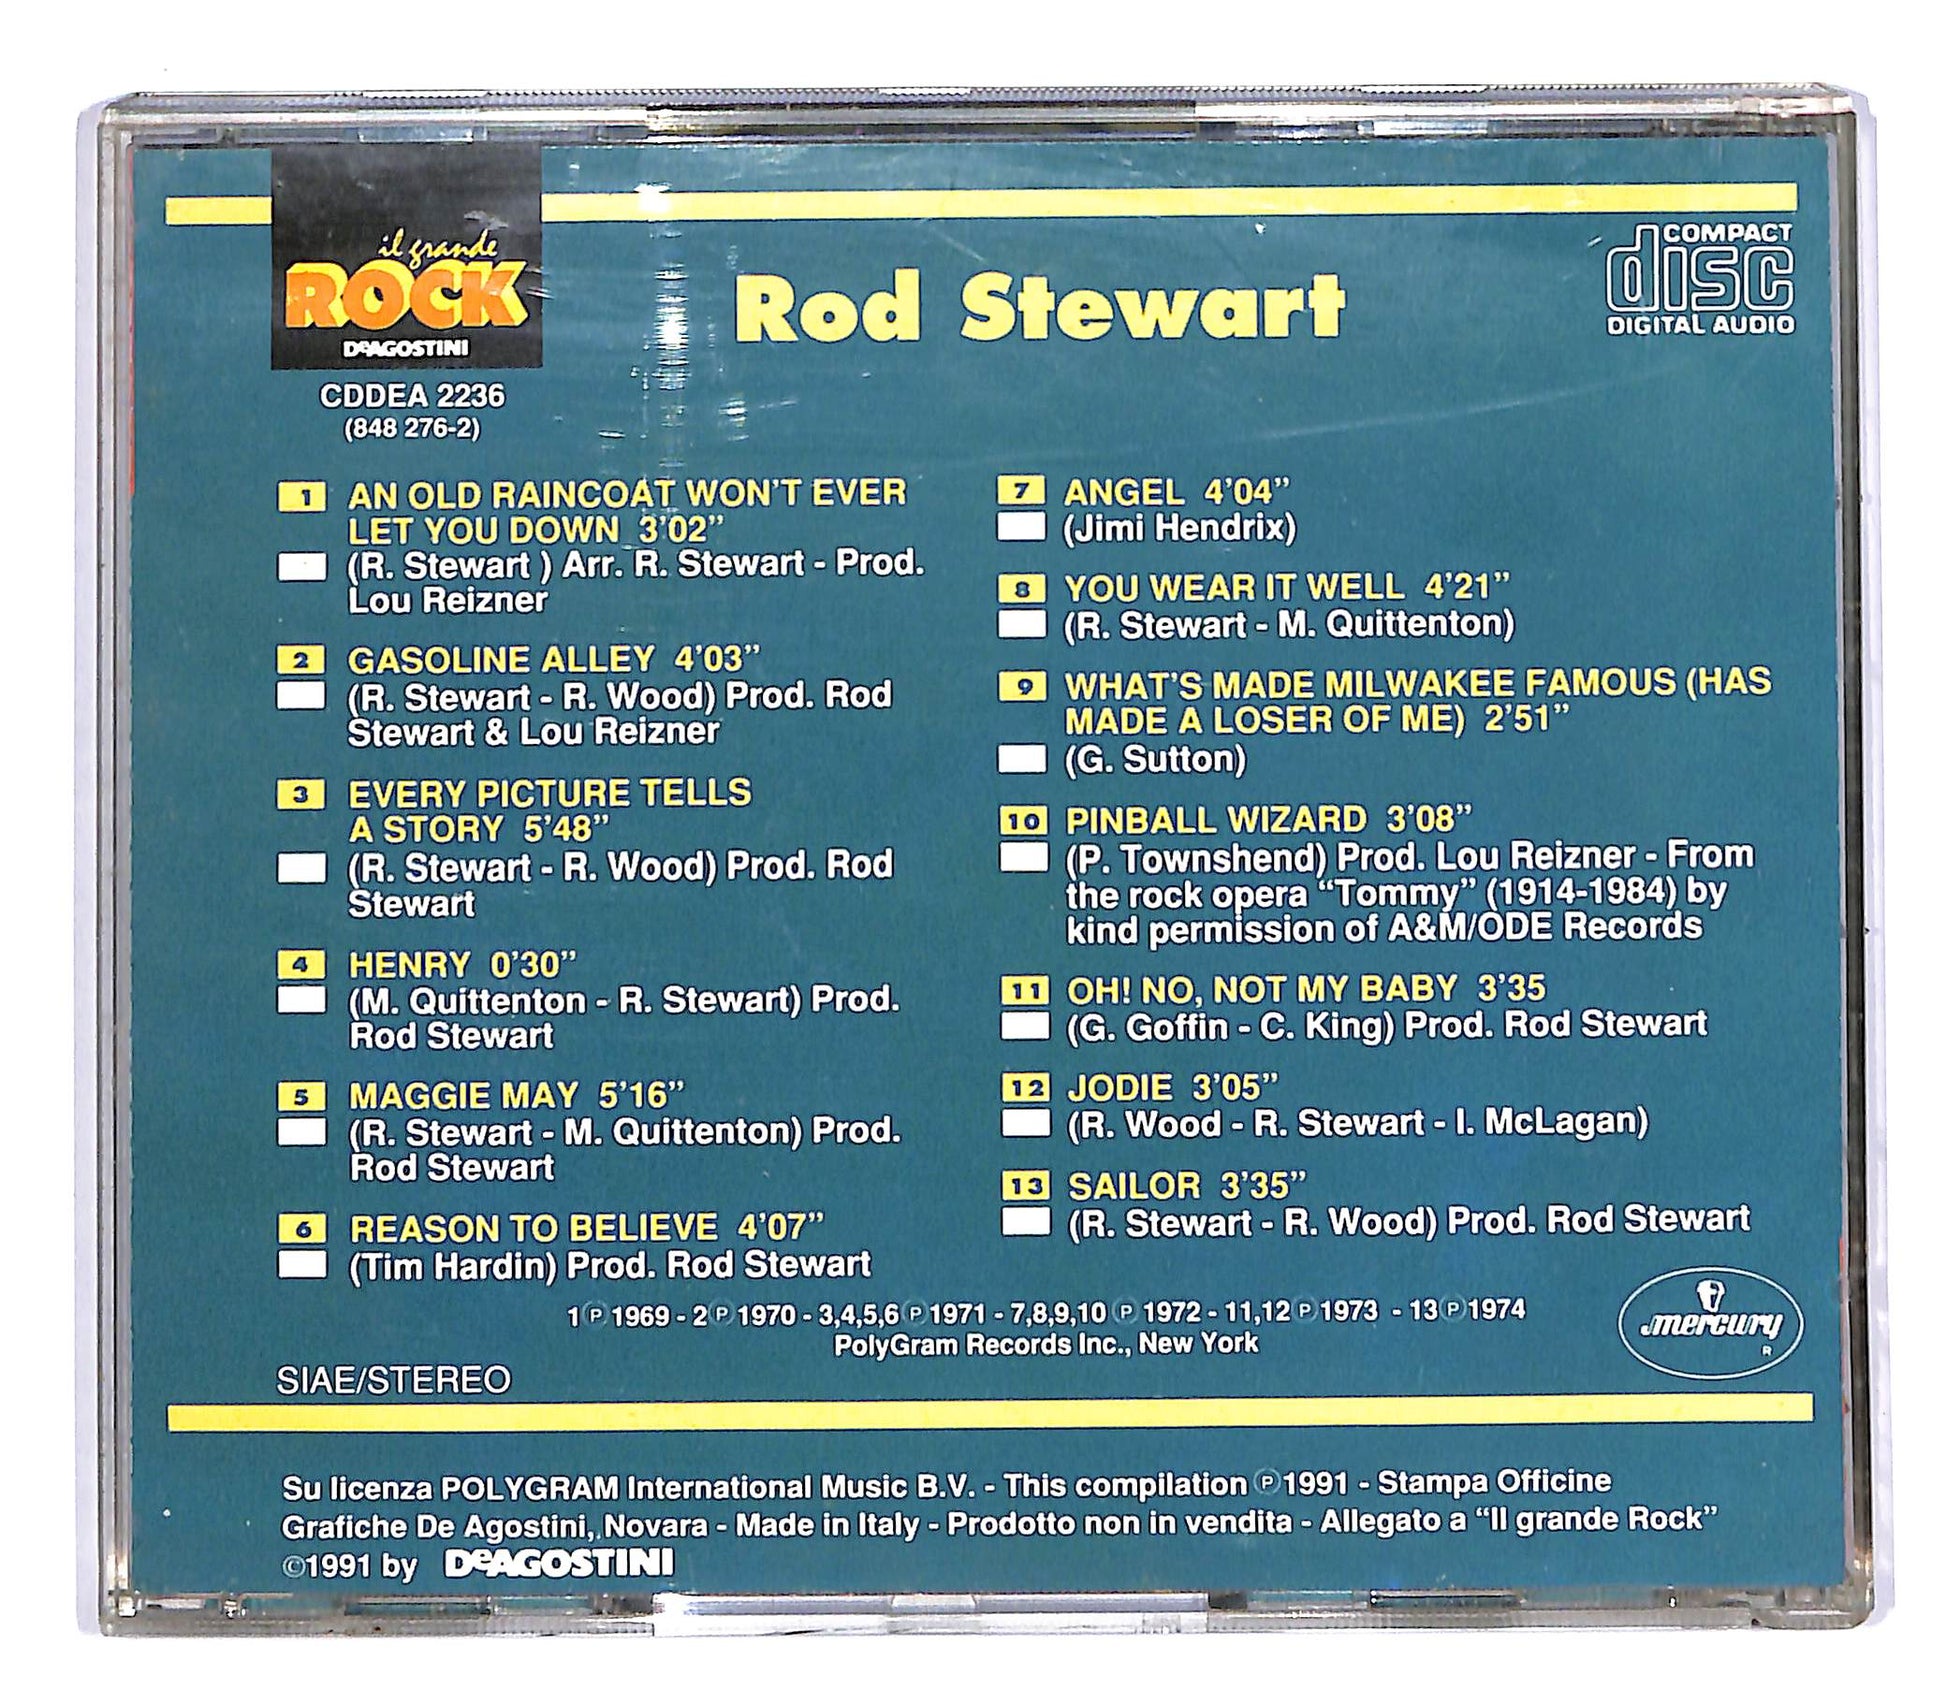 il grande
ROCK
DeAGOSTINI
CDDEA 2236
(848 276-2)
Rod Stewart
COMPACT
disc
DIGITAL AUDIO
1 AN OLD RAINCOAT WON'T EVER
LET YOU DOWN 3'02"
(R. Stewart ) Arr. R. Stewart - Prod.
Lou Reizner
2 GASOLINE ALLEY 4'03"
(R. Stewart - R. Wood) Prod. Rod
Stewart & Lou Reizner
3 EVERY PICTURE TELLS
A STORY 5'48"
(R. Stewart - R. Wood) Prod. Rod
Stewart
4 HENRY 0'30"
(M. Quittenton - R. Stewart) Prod.
Rod Stewart
5 MAGGIE MAY 5'16"
(R. Stewart - M. Quittenton) Prod.
Rod Stewart
6 REASON TO BELIEVE 4'07"
(Tim Hardin) Prod. Rod Stewart
7 ANGEL 4'04"
(Jimi Hendrix)
8 YOU WEAR IT WELL 4'21"
(R. Stewart - M. Quittenton)
9 WHAT'S MADE MILWAKEE FAMOUS (HAS
MADE A LOSER OF ME) 2'51"
(G. Sutton)
10 PINBALL WIZARD 3'08"
(P. Townshend) Prod. Lou Reizner - From
the rock opera "Tommy" (1914-1984) by
kind permission of A&M/ODE Records
11 OH! NO, NOT MY BABY 3'35
(G. Goffin - C. King) Prod. Rod Stewart
12 JODIE 3'05"
(R. Wood - R. Stewart - I. McLagan)
13 SAILOR 3'35"
(R. Stewart - R. Wood) Prod. Rod Stewart
1 ℗ 1969 - 2 ℗ 1970 - 3,4,5,6 ℗ 1971 - 7,8,9,10 ℗ 1972 - 11,12 ℗ 1973 - 13 ℗ 1974
PolyGram Records Inc., New York
mercury
R
SIAE/STEREO
Su licenza POLYGRAM International Music B.V. - This compilation ℗ 1991 - Stampa Officine
Grafiche De Agostini, Novara - Made in Italy - Prodotto non in vendita - Allegato a "Il grande Rock"
©1991 by DeAGOSTINI